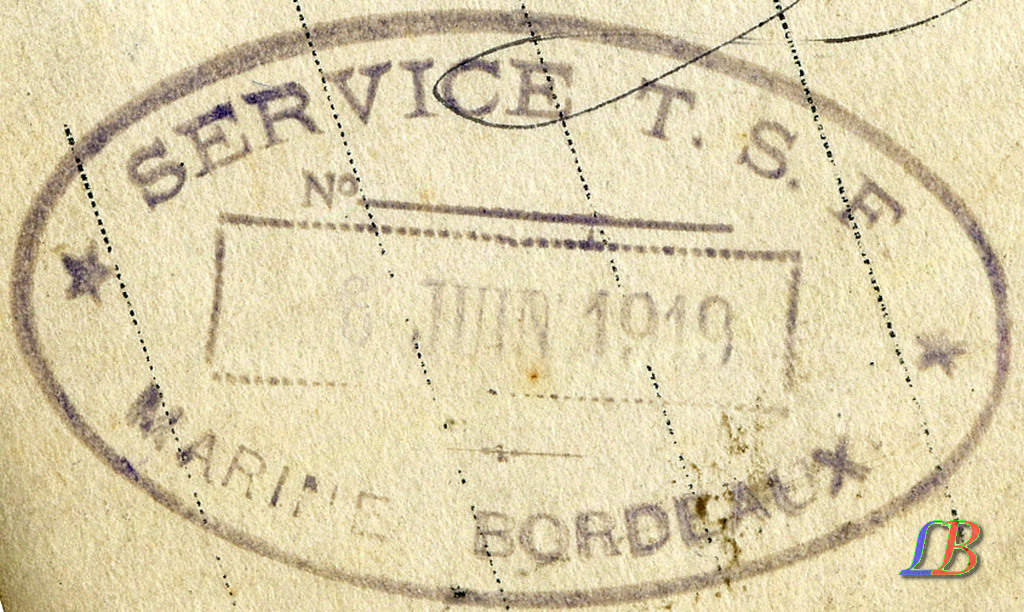 SERVICE T. S. F
No
6 JUIN 1919
MARINE BORDEAUX
LB